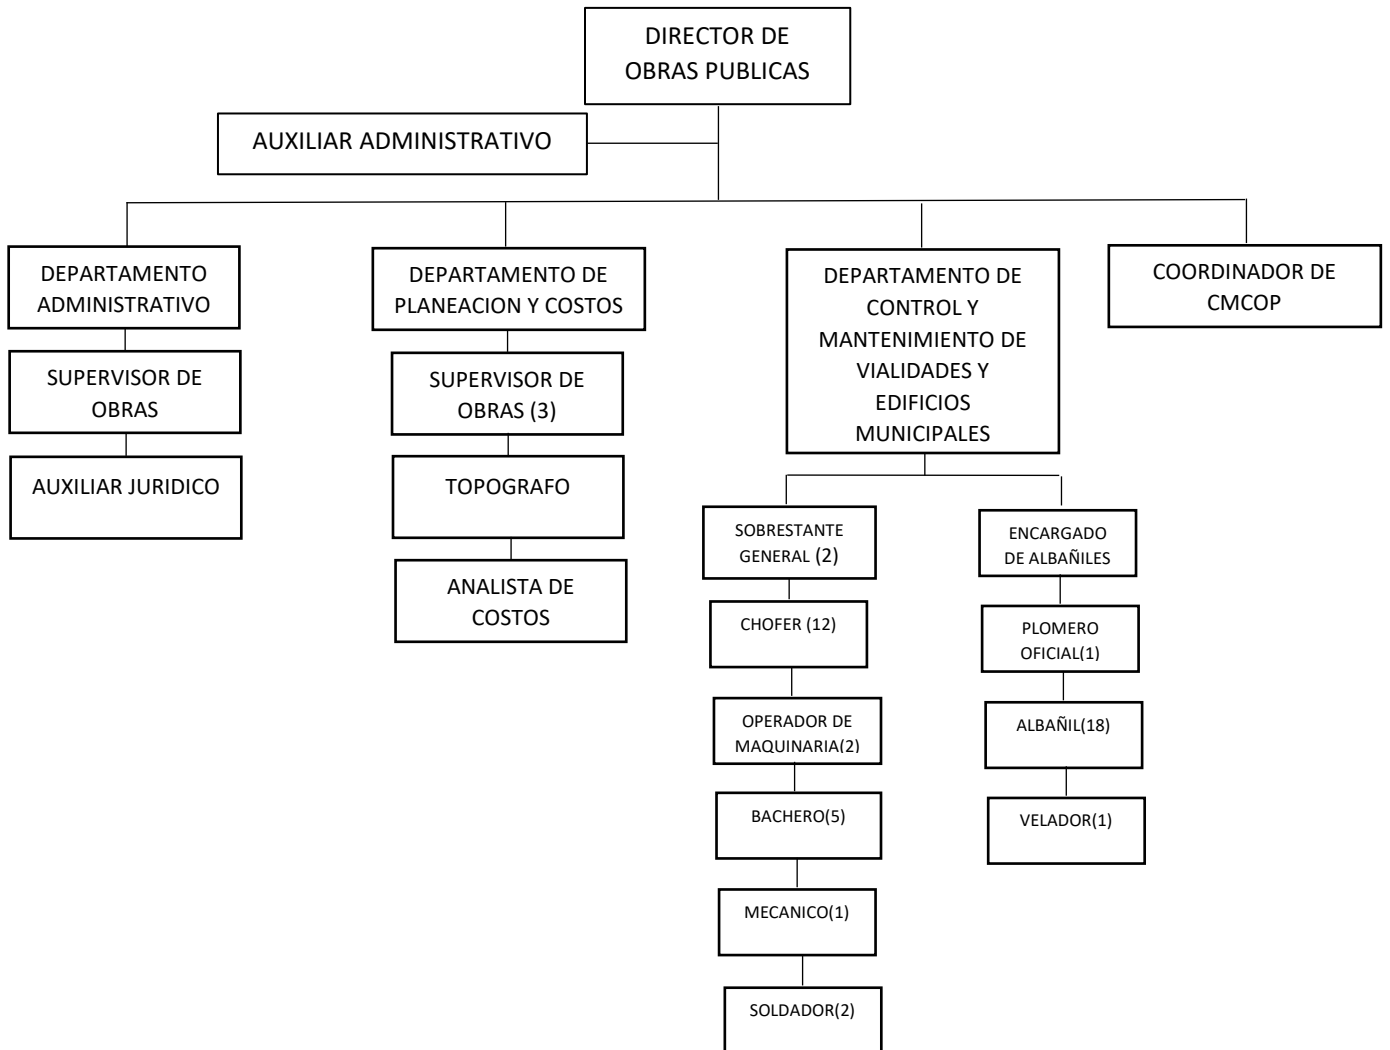 DIRECTOR DE
OBRAS PUBLICAS
AUXILIAR ADMINISTRATIVO
DEPARTAMENTO
ADMINISTRATIVO
SUPERVISOR DE
OBRAS
AUXILIAR JURIDICO
DEPARTAMENTO DE
PLANEACION Y COSTOS
SUPERVISOR DE
OBRAS (3)
TOPOGRAFO
ANALISTA DE
COSTOS
DEPARTAMENTO DE
CONTROL Y
MANTENIMIENTO DE
VIALIDADES Y
EDIFICIOS
MUNICIPALES
SOBRESTANTE
GENERAL (2)
CHOFER (12)
OPERADOR DE
MAQUINARIA(2)
BACHERO(5)
MECANICO(1)
SOLDADOR(2)
ENCARGADO
DE ALBAÑILES
PLOMERO
OFICIAL(1)
ALBAÑIL(18)
VELADOR(1)
COORDINADOR DE
CMCOP